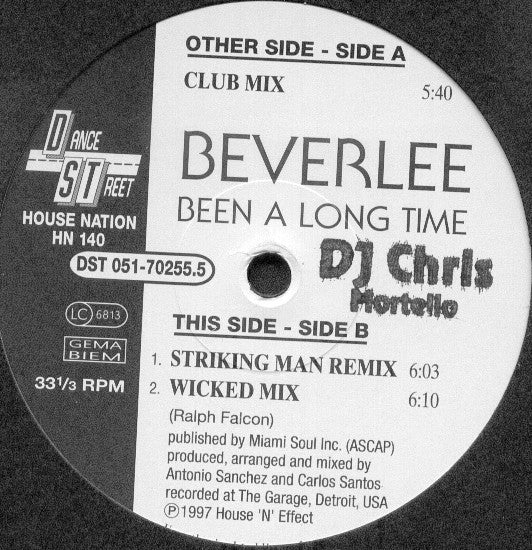 OTHER SIDE - SIDE A
CLUB MIX 5:40
DANCE
STREET
HOUSE NATION
HN 140
DST 051-70255.5
BEVERLEE
BEEN A LONG TIME
DJ Chris
Mortello
LC 6813
GEMA
BIEM
33 1/3 RPM
THIS SIDE - SIDE B
1. STRIKING MAN REMIX 6:03
2. WICKED MIX 6:10
(Ralph Falcon)
published by Miami Soul Inc. (ASCAP)
produced, arranged and mixed by
Antonio Sanchez and Carlos Santos
recorded at The Garage, Detroit, USA
℗1997 House 'N' Effect